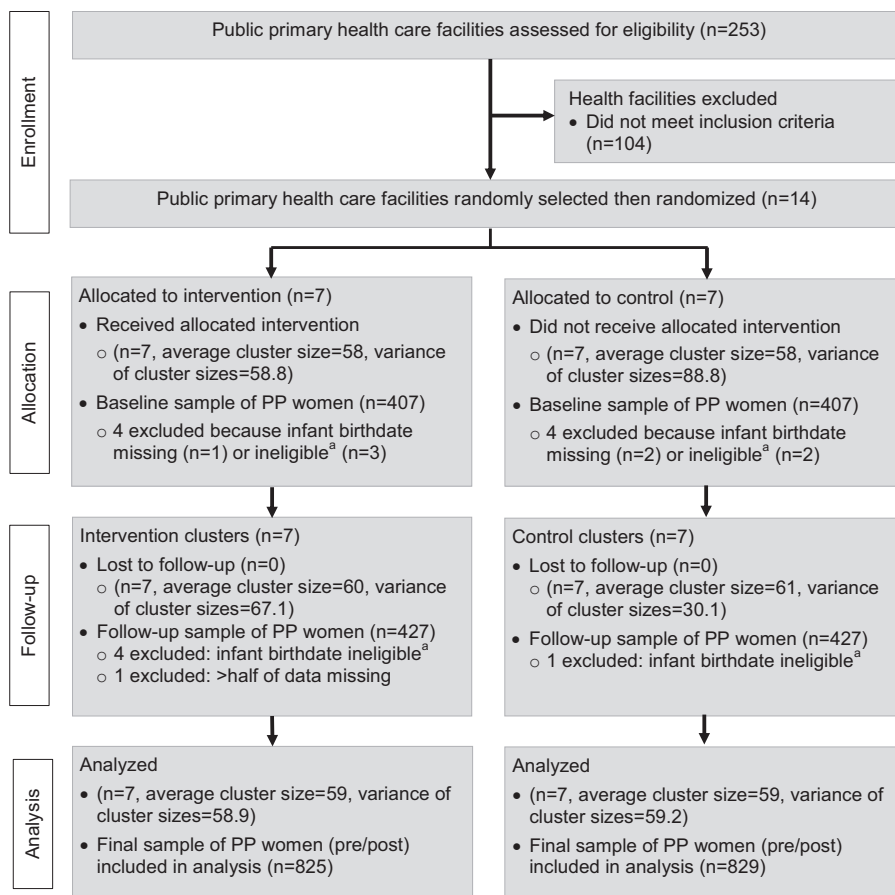 Enrollment
Public primary health care facilities assessed for eligibility (n=253)
Health facilities excluded
• Did not meet inclusion criteria
(n=104)
Public primary health care facilities randomly selected then randomized (n=14)
Allocation
Allocated to intervention (n=7)
• Received allocated intervention
o (n=7, average cluster size=58, variance
of cluster sizes=58.8)
• Baseline sample of PP women (n=407)
o 4 excluded because infant birthdate
missing (n=1) or ineligibleᵃ (n=3)
Allocated to control (n=7)
• Did not receive allocated intervention
o (n=7, average cluster size=58, variance
of cluster sizes=88.8)
• Baseline sample of PP women (n=407)
o 4 excluded because infant birthdate
missing (n=2) or ineligibleᵃ (n=2)
Follow-up
Intervention clusters (n=7)
• Lost to follow-up (n=0)
o (n=7, average cluster size=60, variance
of cluster sizes=67.1)
• Follow-up sample of PP women (n=427)
o 4 excluded: infant birthdate ineligibleᵃ
o 1 excluded: >half of data missing
Control clusters (n=7)
• Lost to follow-up (n=0)
o (n=7, average cluster size=61, variance
of cluster sizes=30.1)
• Follow-up sample of PP women (n=427)
o 1 excluded: infant birthdate ineligibleᵃ
Analysis
Analyzed
• (n=7, average cluster size=59, variance of
cluster sizes=58.9)
• Final sample of PP women (pre/post)
included in analysis (n=825)
Analyzed
• (n=7, average cluster size=59, variance of
cluster sizes=59.2)
• Final sample of PP women (pre/post)
included in analysis (n=829)